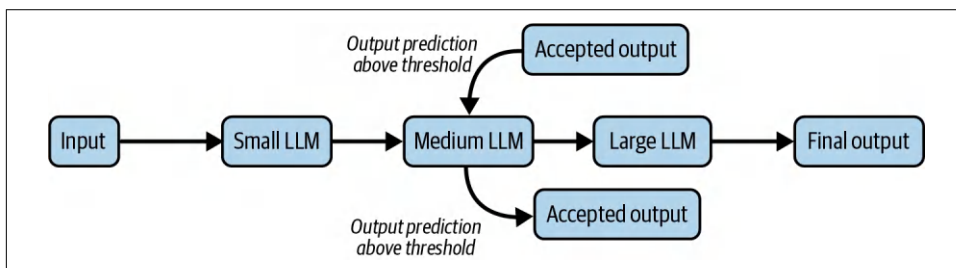 Output prediction
above threshold
Accepted output
Input
Small LLM
Medium LLM
Large LLM
Final output
Output prediction
above threshold
Accepted output